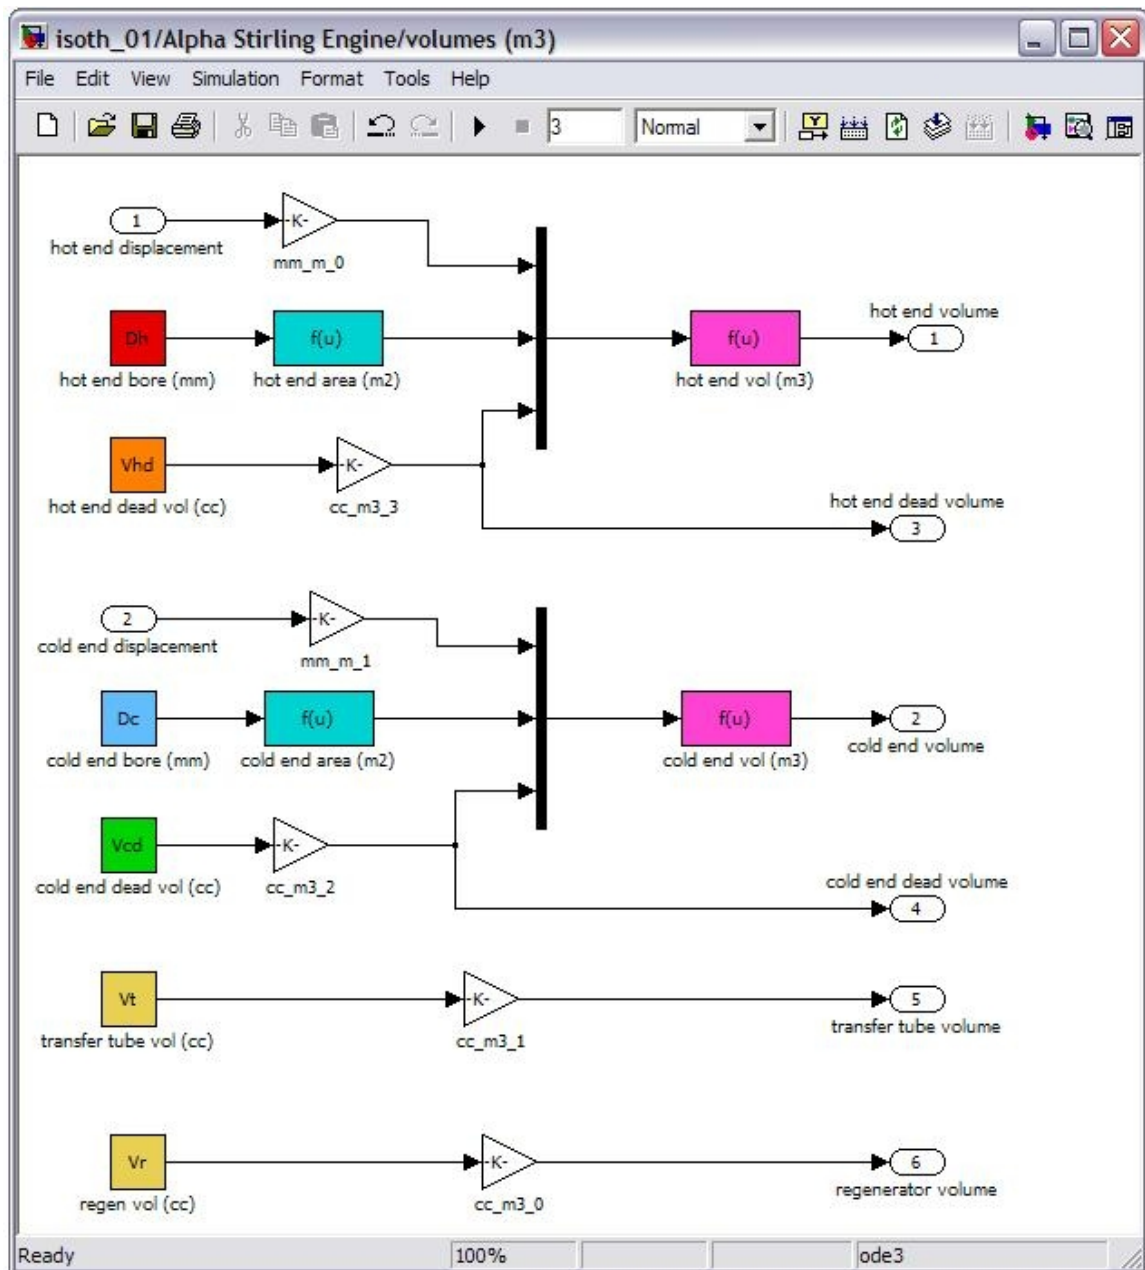 isoth_01/Alpha Stirling Engine/volumes (m3)
File Edit View Simulation Format Tools Help
3 Normal
1
hot end displacement
-K-
mm_m_0
Dh
hot end bore (mm)
f(u)
hot end area (m2)
f(u)
hot end vol (m3)
hot end volume
1
Vhd
hot end dead vol (cc)
-K-
cc_m3_3
hot end dead volume
3
2
cold end displacement
-K-
mm_m_1
Dc
cold end bore (mm)
f(u)
cold end area (m2)
f(u)
cold end vol (m3)
2
cold end volume
Vcd
cold end dead vol (cc)
-K-
cc_m3_2
cold end dead volume
4
Vt
transfer tube vol (cc)
-K-
cc_m3_1
5
transfer tube volume
Vr
regen vol (cc)
-K-
cc_m3_0
6
regenerator volume
Ready 100% ode3